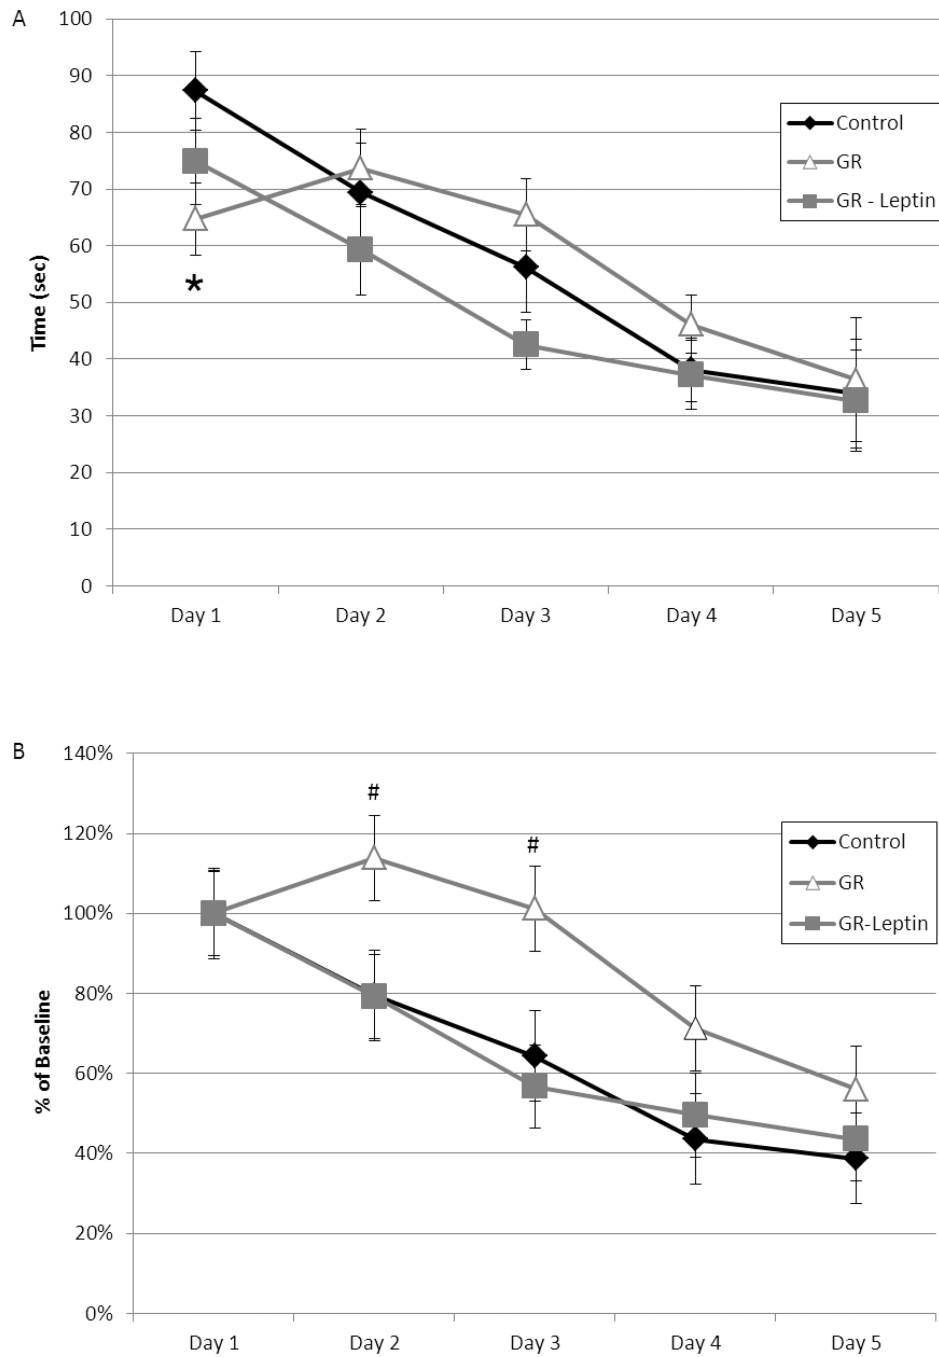 A
100
90
80
70
60
50
40
30
20
10
0
Time (sec)
*
Control
GR
GR - Leptin
Day 1 Day 2 Day 3 Day 4 Day 5
B
140%
120%
100%
80%
60%
40%
20%
0%
% of Baseline
#
#
Control
GR
GR-Leptin
Day 1 Day 2 Day 3 Day 4 Day 5